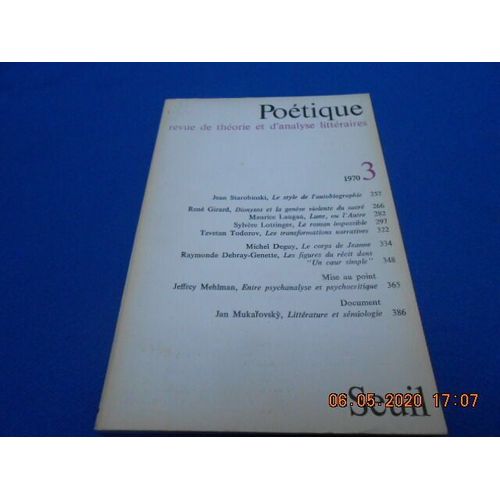 Poétique
revue de théorie et d'analyse littéraires
1970 3
Jean Starobinski, Le style de l'autobiographie 257
René Girard, Dionysos et la genèse violente du sacré 266
Maurice Laugaa, Lune, ou l'Autre 282
Sylvère Lotringer, Le roman impossible 297
Tzvetan Todorov, Les transformations narratives 322
Michel Deguy, Le corps de Jeanne 334
Raymonde Debray-Genette, Les figures du récit dans
"Un cœur simple" 348
Mise au point
Jeffrey Mehlman, Entre psychanalyse et psychocritique 365
Document
Jan Mukařovský, Littérature et sémiologie 386
Seuil
06.05.2020 17:07